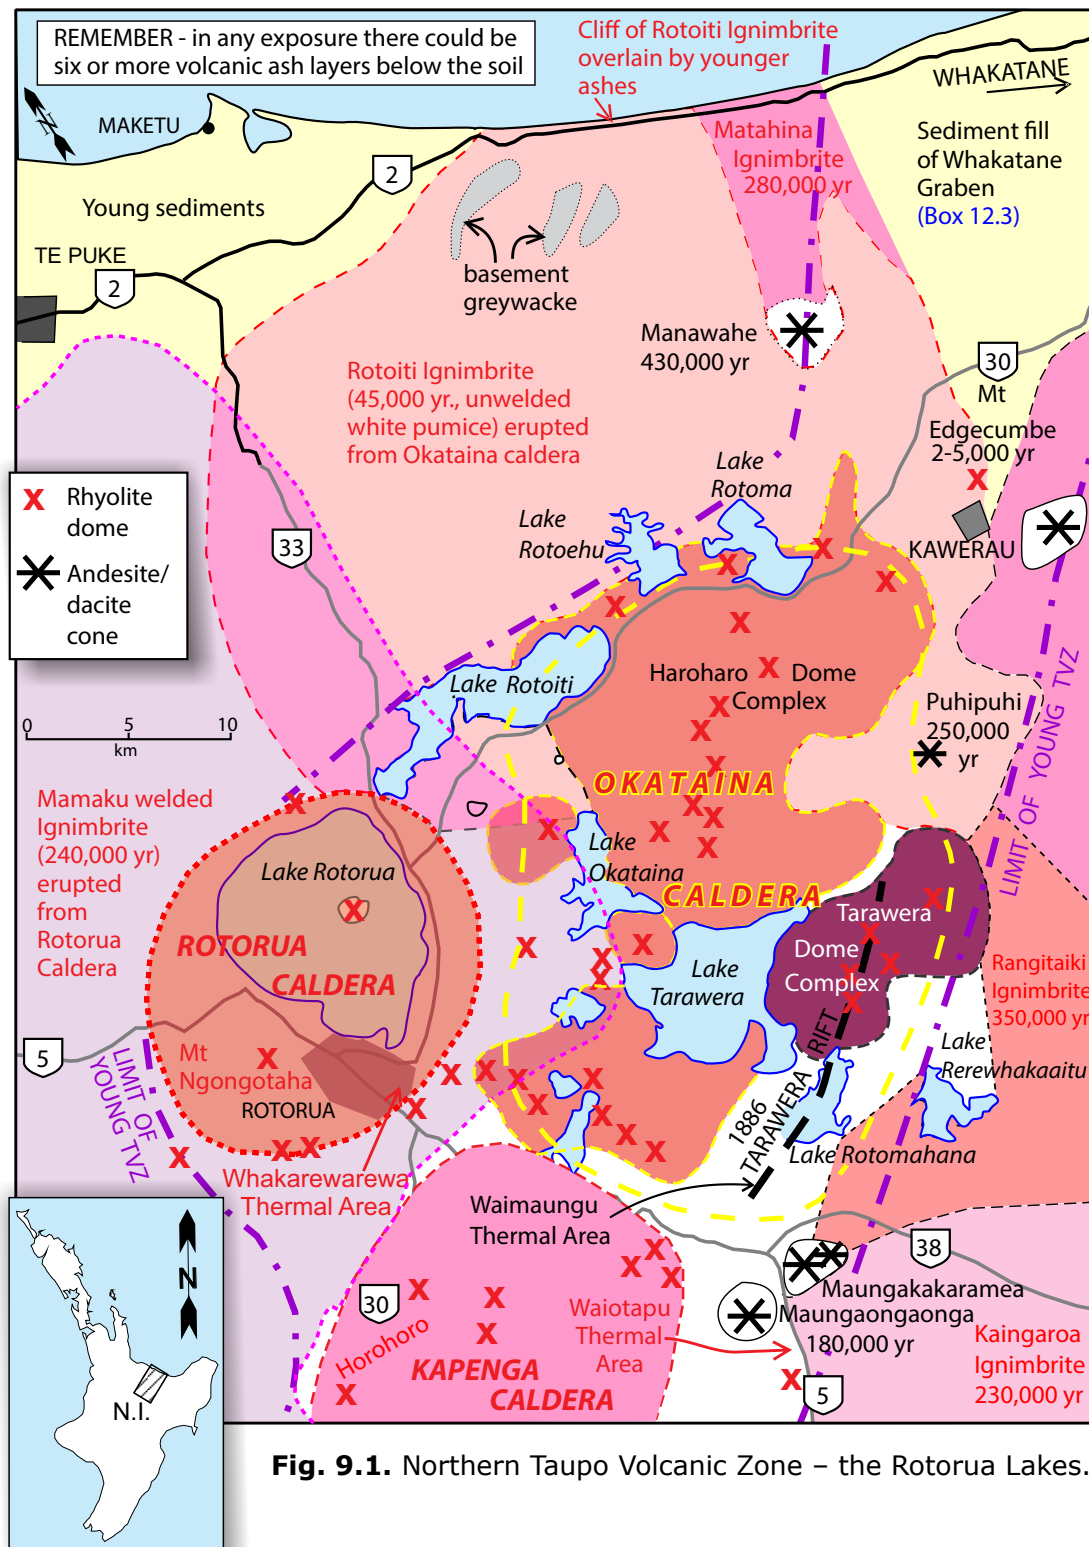 REMEMBER - in any exposure there could be
six or more volcanic ash layers below the soil
Cliff of Rotoiti Ignimbrite
overlain by younger
ashes
WHAKATANE
N
MAKETU
2
Matahina
Ignimbrite
280,000 yr
Sediment fill
of Whakatane
Graben
(Box 12.3)
Young sediments
TE PUKE
2
basement
greywacke
Manawahe
430,000 yr
30
Mt
Edgecumbe
2-5,000 yr
Rotoiti Ignimbrite
(45,000 yr., unwelded
white pumice) erupted
from Okataina caldera
Lake
Rotoma
Lake
Rotoehu
KAWERAU
Rhyolite
dome
Andesite/
dacite
cone
33
Haroharo Dome
Complex
Lake Rotoiti
Puhipuhi
250,000
yr
LIMIT OF YOUNG TVZ
0 5 10
km
OKATAINA
CALDERA
Mamaku welded
Ignimbrite
(240,000 yr)
erupted
from
Rotorua
Caldera
Lake Rotorua
ROTORUA
CALDERA
Lake
Okataina
Tarawera
Dome
Complex
Lake
Tarawera
Rangitaiki
Ignimbrite
350,000 yr
5
LIMIT OF
YOUNG TVZ
Mt
Ngongotaha
ROTORUA
Lake
Rerewhakaaitu
1886
TARAWERA RIFT
Lake Rotomahana
Whakarewarewa
Thermal Area
Waimaungu
Thermal Area
38
30
Horohoro
KAPENGA
CALDERA
Waiotapu
Thermal
Area
Maungakakaramea
Maungaongaonga
180,000 yr
5
Kaingaroa
Ignimbrite
230,000 yr
N
N.I.
Fig. 9.1. Northern Taupo Volcanic Zone – the Rotorua Lakes.